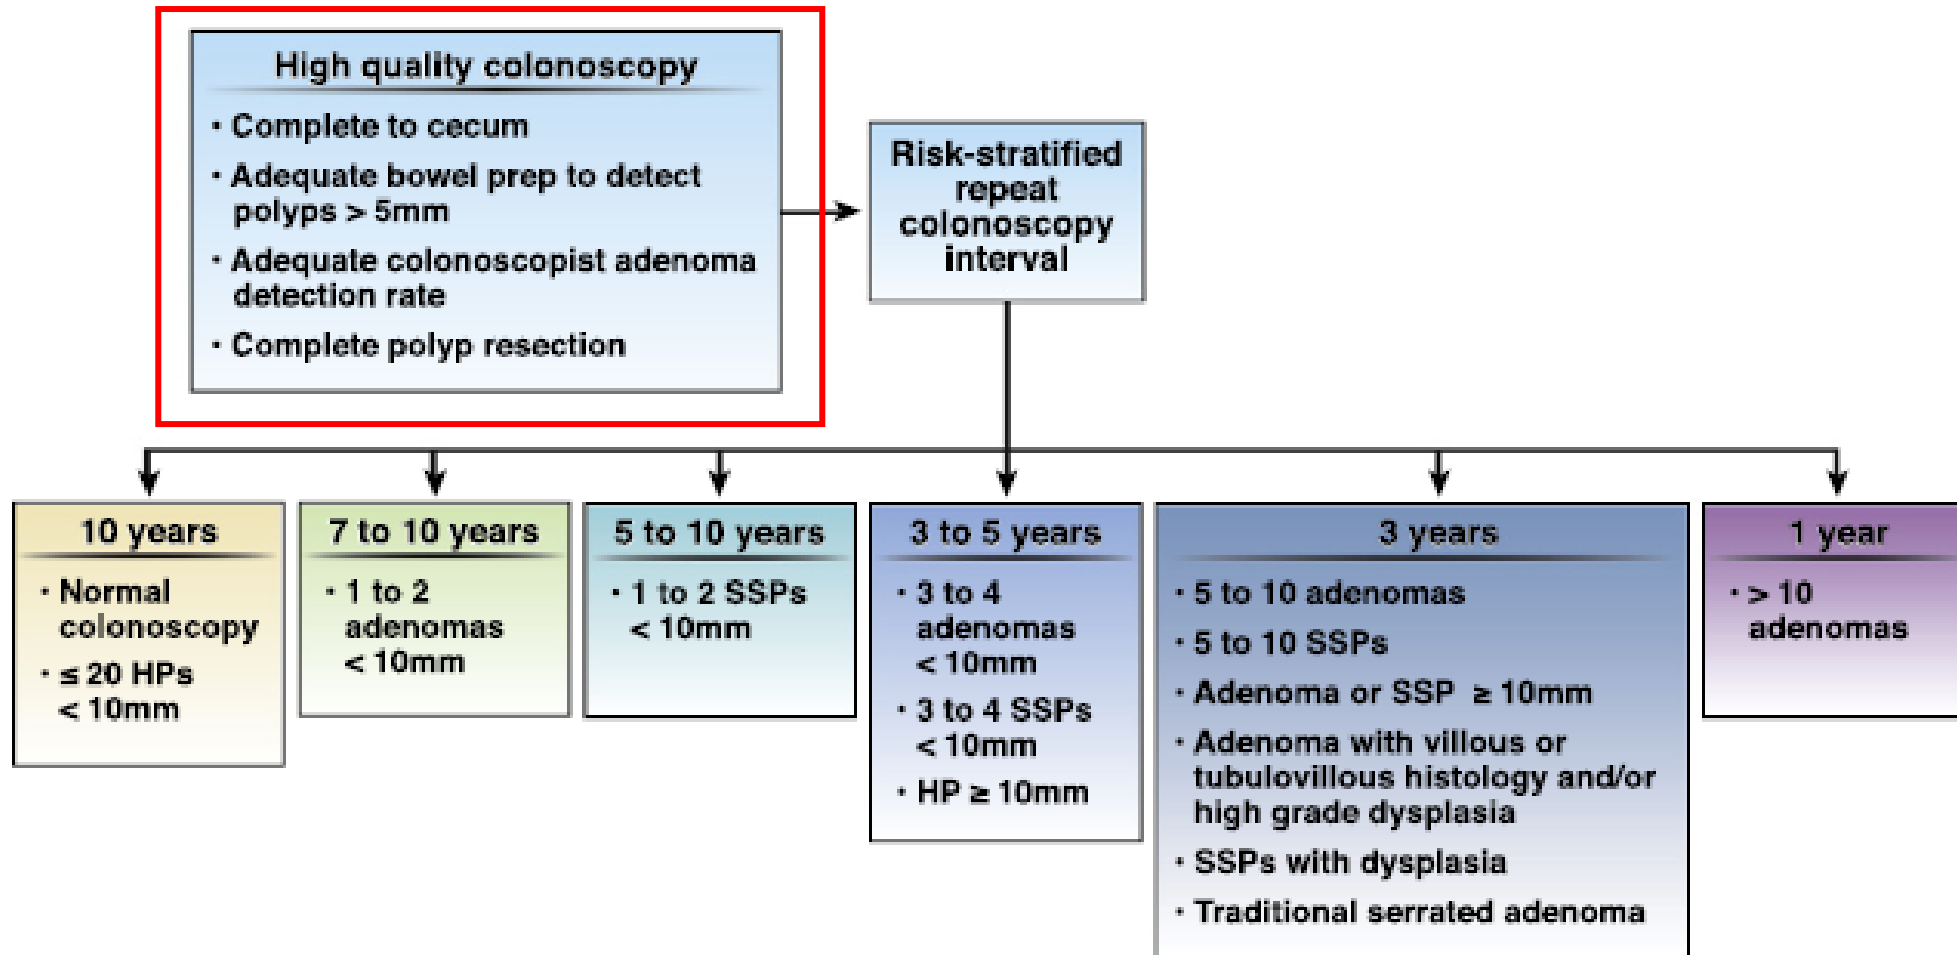 High quality colonoscopy
· Complete to cecum
· Adequate bowel prep to detect
polyps > 5mm
· Adequate colonoscopist adenoma
detection rate
· Complete polyp resection
Risk-stratified
repeat
colonoscopy
interval
10 years
· Normal
colonoscopy
· ≤ 20 HPs
< 10mm
7 to 10 years
· 1 to 2
adenomas
< 10mm
5 to 10 years
· 1 to 2 SSPs
< 10mm
3 to 5 years
· 3 to 4
adenomas
< 10mm
· 3 to 4 SSPs
< 10mm
· HP ≥ 10mm
3 years
· 5 to 10 adenomas
· 5 to 10 SSPs
· Adenoma or SSP ≥ 10mm
· Adenoma with villous or
tubulovillous histology and/or
high grade dysplasia
· SSPs with dysplasia
· Traditional serrated adenoma
1 year
· > 10
adenomas